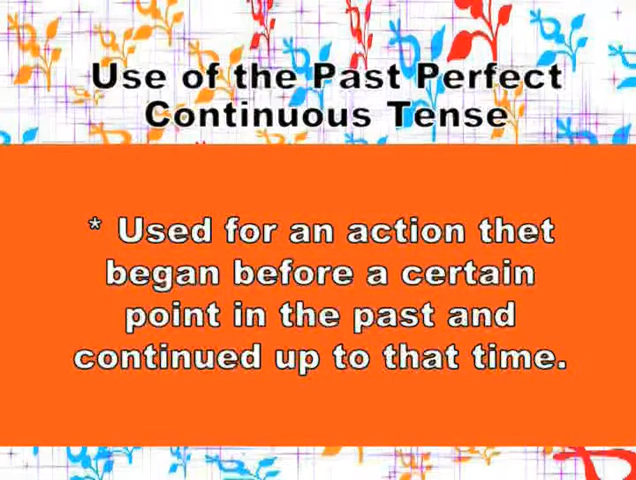 Use of the Past Perfect
Continuous Tense
* Used for an action thet
began before a certain
point in the past and
continued up to that time.